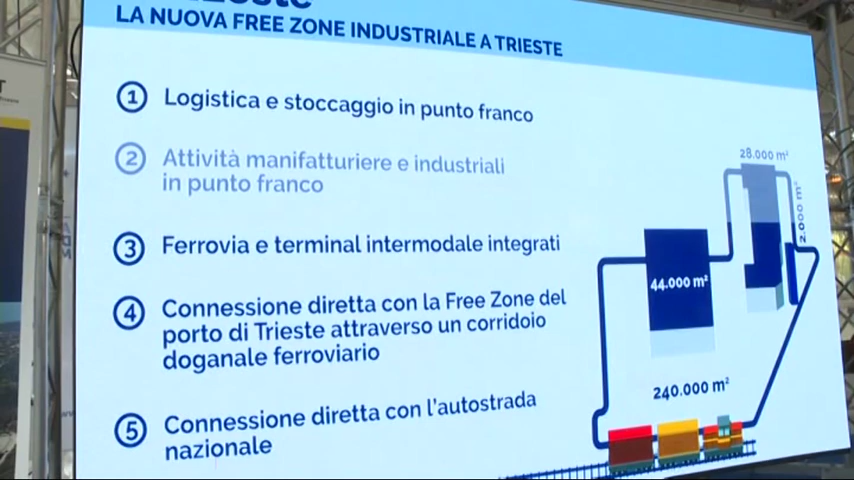 LA NUOVA FREE ZONE INDUSTRIALE A TRIESTE
1 Logistica e stoccaggio in punto franco
2 Attività manifatturiere e industriali
in punto franco
3 Ferrovia e terminal intermodale integrati
4 Connessione diretta con la Free Zone del
porto di Trieste attraverso un corridoio
doganale ferroviario
5 Connessione diretta con l'autostrada
nazionale
28.000 m²
2.000 m²
44.000 m²
240.000 m²